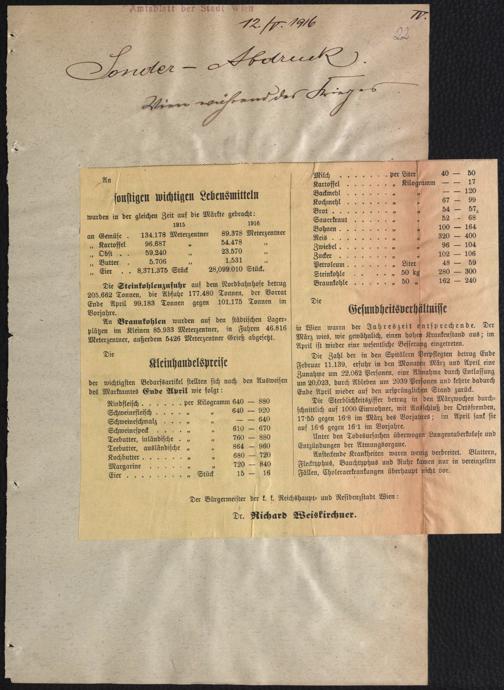 Amtsblatt der Stadt Wien
12/V. 1916
IV.
22
Sonder-Abdruck.
Wien während des Krieges
An
sonstigen wichtigen Lebensmitteln
wurden in der gleichen Zeit auf die Märkte gebracht:
1915 1916
an Gemüse . 134.178 Meterzentner 89.378 Meterzentner
„ Kartoffel 96.687 „ 54.478 „
„ Obst . . 59.240 „ 23.570 „
„ Butter . 5.706 „ 1.531 „
„ Eier . . 8,371.375 Stück 28,099.010 Stück.
Die Steinkohlenzufuhr auf dem Nordbahnhofe betrug
205.662 Tonnen, die Abfuhr 177.480 Tonnen, der Vorrat
Ende April 99.183 Tonnen gegen 101.175 Tonnen im
Vorjahre.
An Braunkohlen wurden auf den städtischen Lager-
plätzen im Kleinen 85.933 Meterzentner, in Fuhren 46.816
Meterzentner, außerdem 5426 Meterzentner Grieß abgesetzt.
Die
Kleinhandelspreise
der wichtigsten Bedarfsartikel stellten sich nach den Ausweisen
des Marktamtes Ende April wie folgt:
Rindfleisch . . . . . per Kilogramm 640 — 880
Schweinefleisch . . . . „ „ 640 — 920
Schweineschmalz . . . . „ „ — — 640
Schweinespeck . . . . „ „ 610 — 670
Teebutter, inländische . . „ „ 760 — 880
Teebutter, ausländische . „ „ 864 — 960
Kochbutter . . . . . „ „ 680 — 720
Margarine . . . . . „ „ 720 — 840
Eier . . . . . . . „ Stück 15 — 16
Milch . . . . . . per Liter 40 — 50
Kartoffel . . . . . „ Kilogramm — — 17
Backmehl . . . . . „ „ — — 120
Kochmehl . . . . . „ „ 67 — 99
Brot . . . . . . „ „ 54 — 57
Sauerkraut . . . . „ „ 52 — 68
Bohnen . . . . . „ „ 100 — 164
Reis . . . . . . „ „ 320 — 400
Zwiebel . . . . . „ „ 96 — 104
Zucker . . . . . „ „ 102 — 106
Petroleum . . . . . „ Liter 48 — 59
Steinkohle . . . . „ 50 kg 280 — 300
Braunkohle . . . . „ 50 „ 162 — 240
Die
Gesundheitsverhältnisse
in Wien waren der Jahreszeit entsprechende. Der
März wies, wie gewöhnlich, einen hohen Krankenstand aus; im
April ist wieder eine wesentliche Besserung eingetreten.
Die Zahl der in den Spitälern Verpflegten betrug Ende
Februar 11.139, erfuhr in den Monaten März und April eine
Zunahme um 22.062 Personen, eine Abnahme durch Entlassung
um 20.023, durch Ableben um 2039 Personen und kehrte dadurch
Ende April wieder auf den ursprünglichen Stand zurück.
Die Sterblichkeitsziffer betrug in den Märzwochen durch-
schnittlich auf 1000 Einwohner, mit Ausschluß der Ortsfremden,
17·55 gegen 16·8 im März des Vorjahres; im April sank sie
auf 16·6 gegen 16·1 im Vorjahre.
Unter den Todesursachen überwogen Lungentuberkulose und
Entzündungen der Atmungsorgane.
Ansteckende Krankheiten waren wenig verbreitet. Blattern,
Flecktyphus, Bauchtyphus und Ruhr kamen nur in vereinzelten
Fällen, Choleraerkrankungen überhaupt nicht vor.
Der Bürgermeister der k. k. Reichshaupt- und Residenzstadt Wien:
Dr. Richard Weiskirchner.